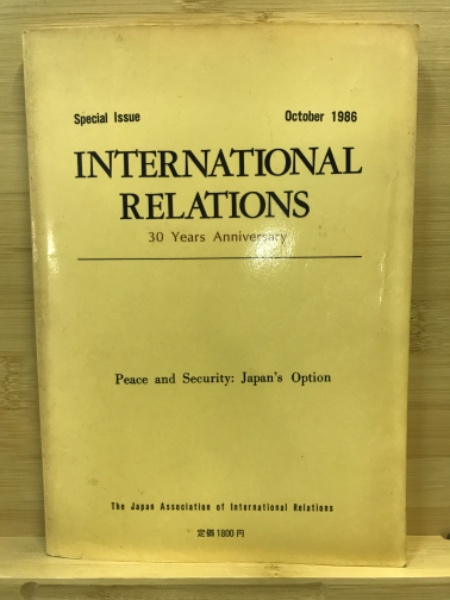 Special Issue October 1986
INTERNATIONAL
RELATIONS
30 Years Anniversary
Peace and Security: Japan's Option
The Japan Association of International Relations
定価1800円